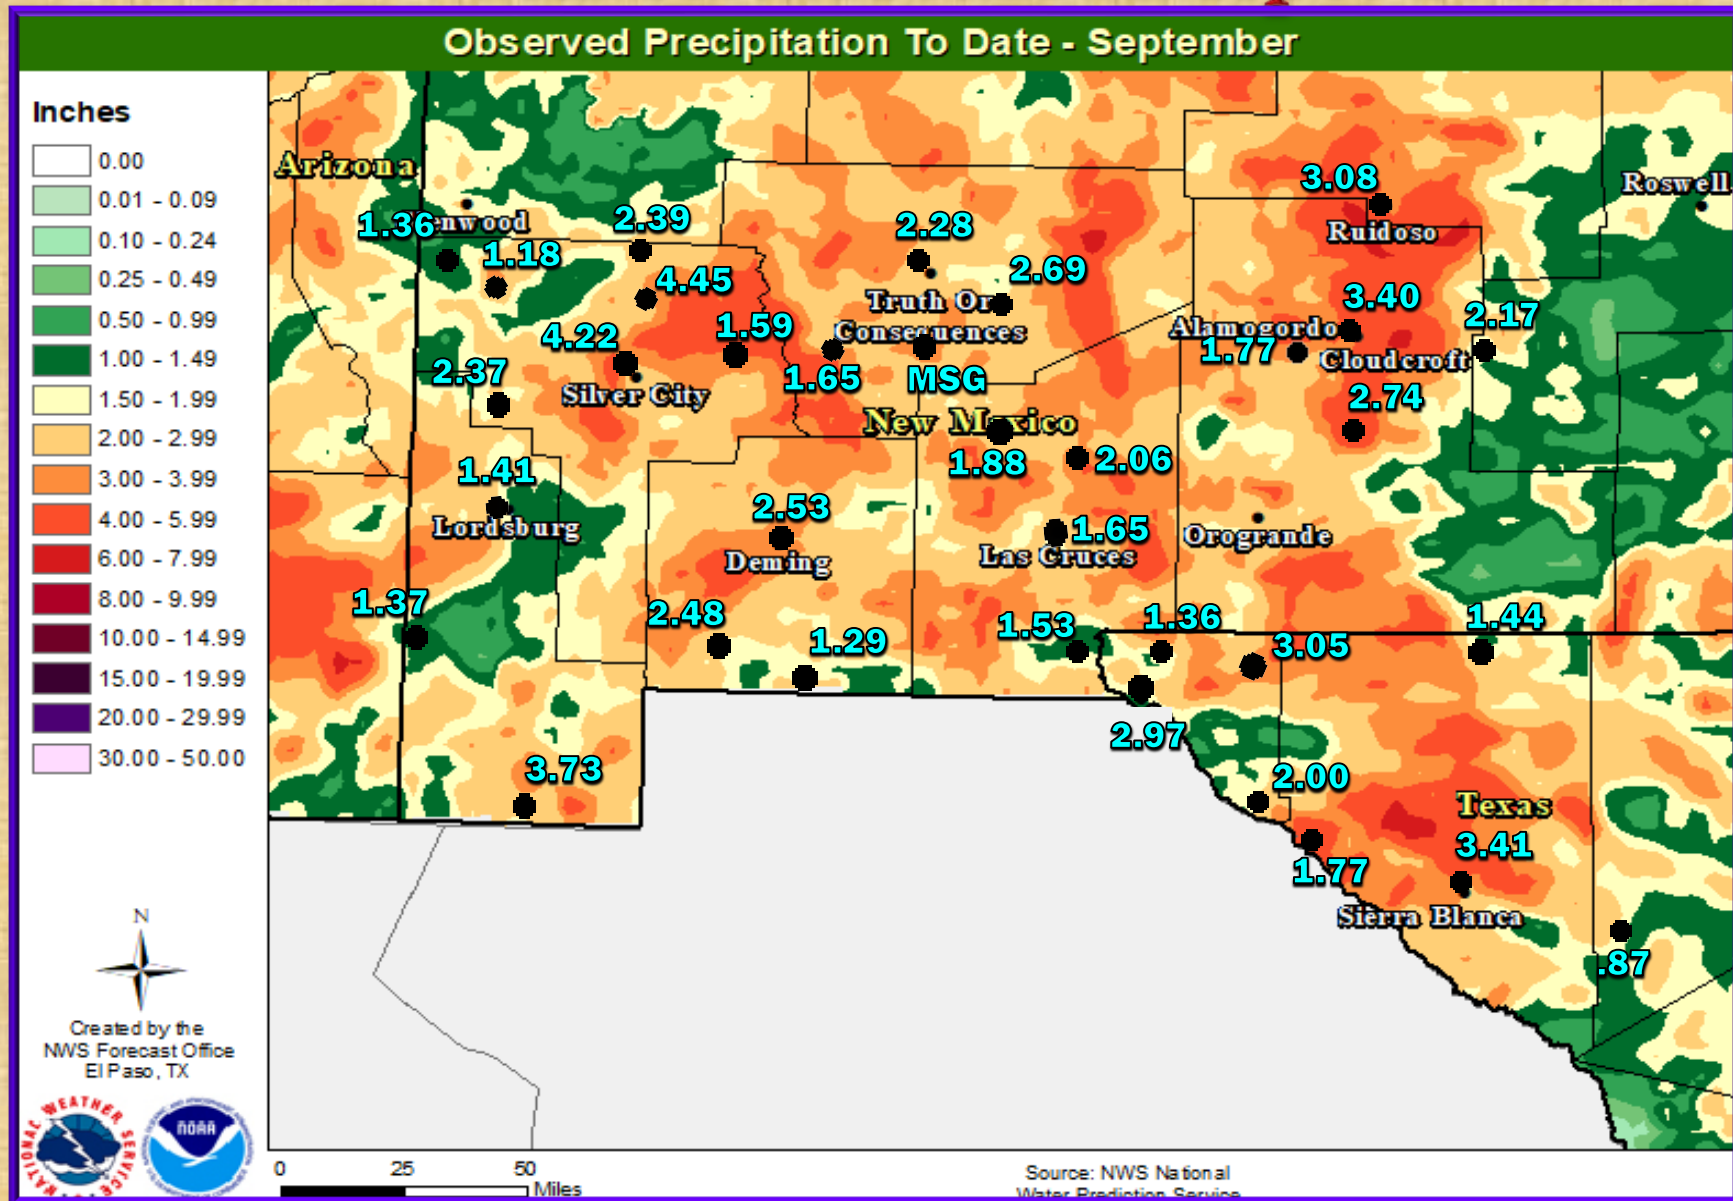 Observed Precipitation To Date - September
Inches
0.00
0.01 - 0.09
0.10 - 0.24
0.25 - 0.49
0.50 - 0.99
1.00 - 1.49
1.50 - 1.99
2.00 - 2.99
3.00 - 3.99
4.00 - 5.99
6.00 - 7.99
8.00 - 9.99
10.00 - 14.99
15.00 - 19.99
20.00 - 29.99
30.00 - 50.00
N
Created by the
NWS Forecast Office
El Paso, TX
NATIONAL WEATHER SERVICE
NOAA
0 25 50
Miles
Source: NWS National
Water Prediction Service
Arizona
3.08
Roswell
1.36
enwood
2.39
2.28
Ruidoso
1.18
4.45
2.69
Truth Or
3.40
4.22
1.59
Consequences
Alamogordo
2.17
1.77
Cloudcroft
2.37
Silver City
1.65
MSG
2.74
New Mexico
1.41
1.88
2.06
Lordsburg
2.53
Deming
1.65
Las Cruces
Orogrande
1.37
2.48
1.29
1.53
1.36
3.05
1.44
2.97
3.73
2.00
Texas
3.41
1.77
Sierra Blanca
.87